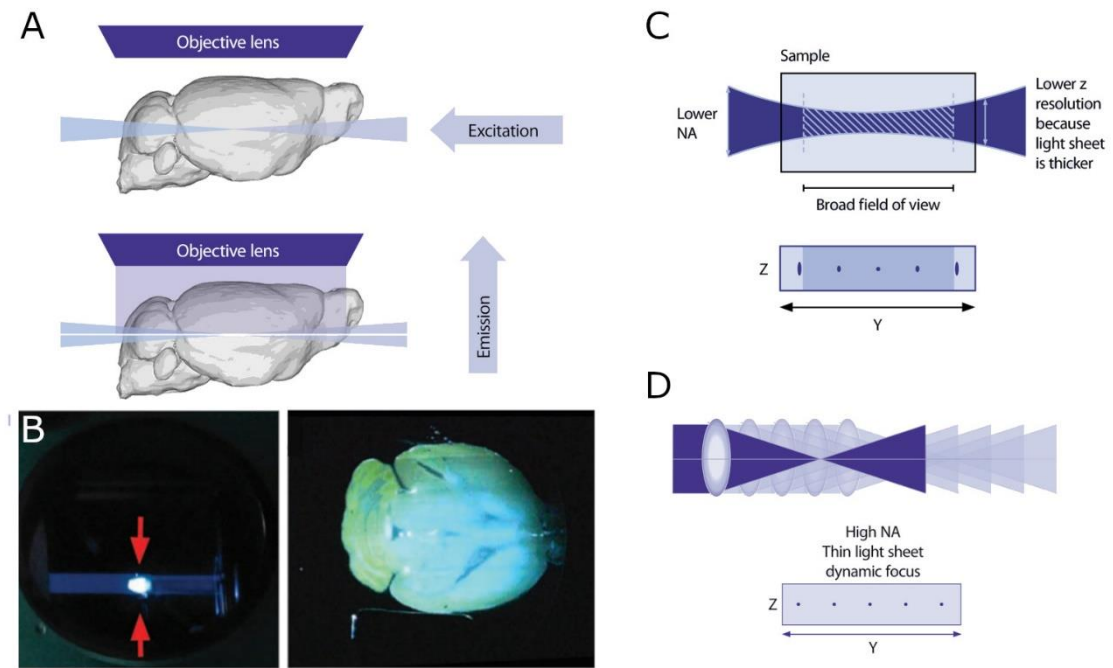 A
Objective lens
Excitation
Objective lens
Emission
B
C
Sample
Lower
NA
Lower z
resolution
because
light sheet
is thicker
Broad field of view
Z
Y
D
High NA
Thin light sheet
dynamic focus
Z
Y